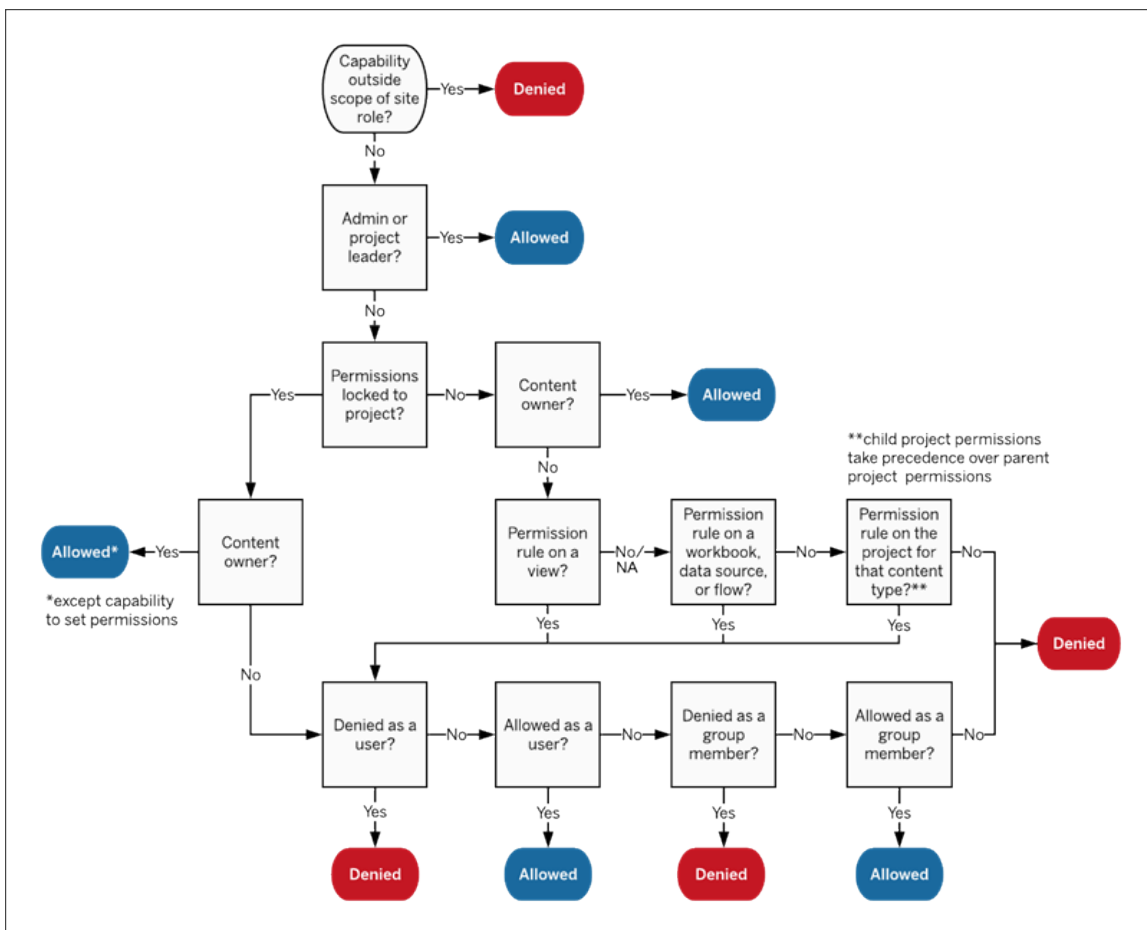 Capability
outside
scope of site
role?
Yes
Denied
No
Admin or
project
leader?
Yes
Allowed
No
Permissions
locked to
project?
Yes
No
Content
owner?
Yes
Allowed
No
**child project permissions
take precedence over parent
project permissions
Content
owner?
Yes
Allowed*
*except capability
to set permissions
No
Permission
rule on a
view?
No/
NA
Permission
rule on a
workbook,
data source,
or flow?
No
Permission
rule on the
project for
that content
type?**
No
Yes
Yes
Yes
Denied
Denied as a
user?
No
Allowed as a
user?
No
Denied as a
group
member?
No
Allowed as a
group
member?
No
Yes
Yes
Yes
Yes
Denied
Allowed
Denied
Allowed